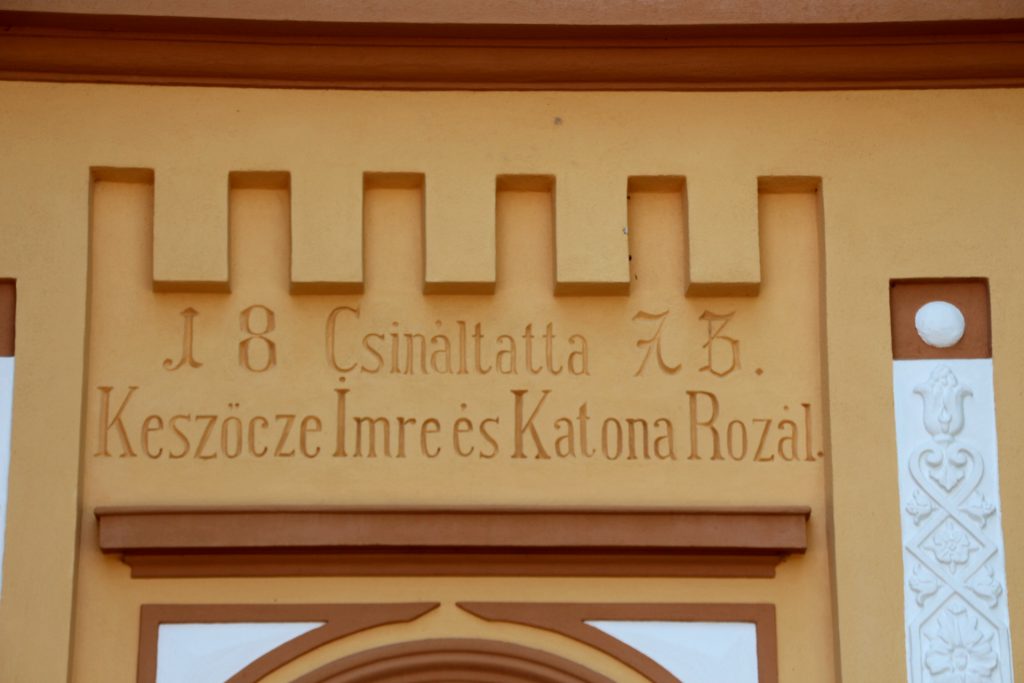 18 Csináltatta 73.
Keszöcze Imre és Katona Rozál.